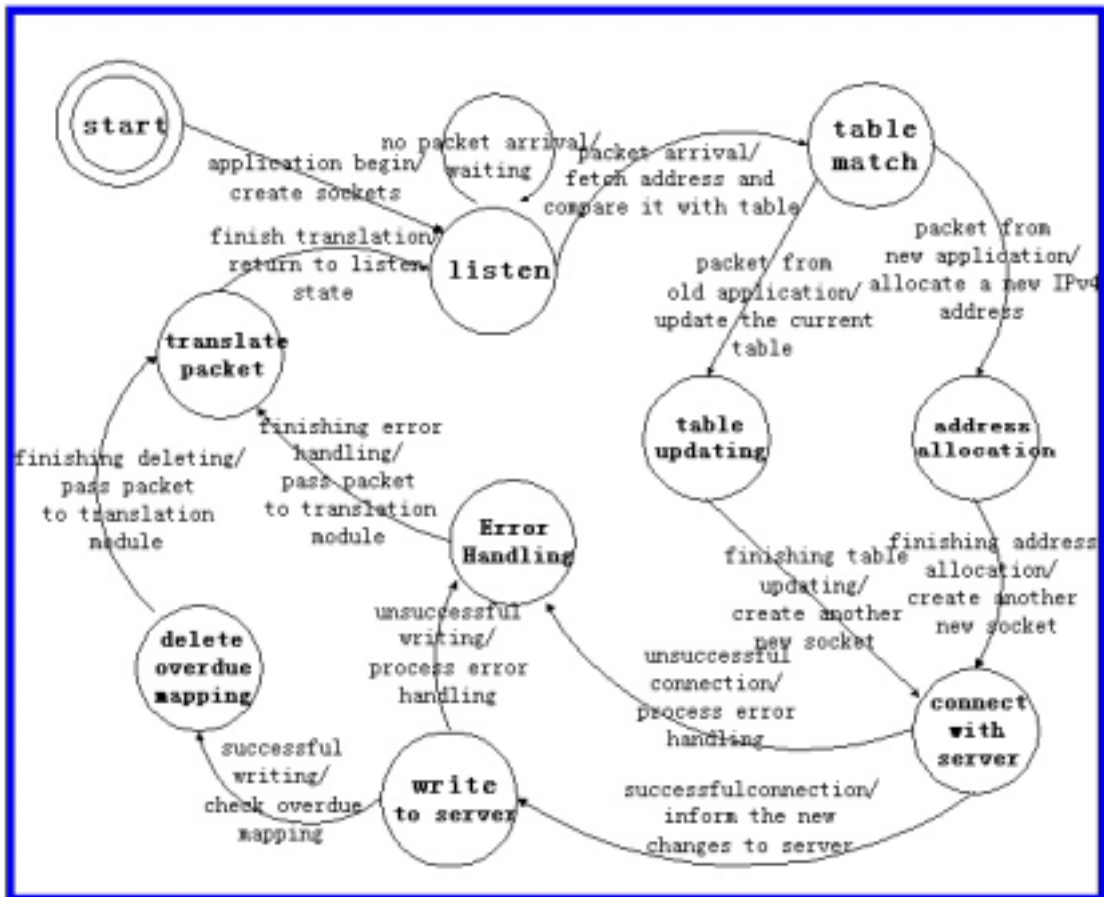 start
application begin/
create sockets
no packet arrival/
waiting
packet arrival/
fetch address and
compare it with table
table
match
listen
finish translation/
return to listen
state
translate
packet
packet from
old application/
update the current
table
packet from
new application/
allocate a new IPv4
address
table
updating
address
allocation
finishing deleting/
pass packet
to translation
module
finishing error
handling/
pass packet
to translation
module
Error
Handling
finishing table
updating/
create another
new socket
finishing address
allocation/
create another
new socket
delete
overdue
mapping
unsuccessful
writing/
process error
handling
unsuccessful
connection/
process error
handling
connect
with
server
successful
writing/
check overdue
mapping
write
to server
successfulconnection/
inform the new
changes to server